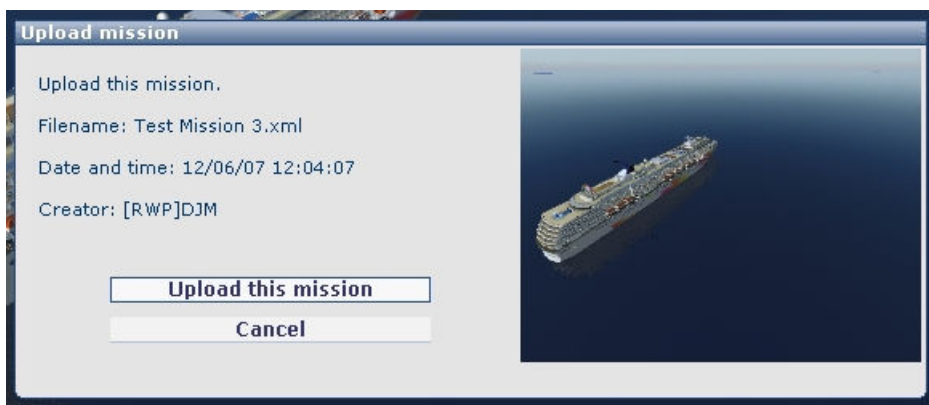 Upload mission
Upload this mission.
Filename: Test Mission 3.xml
Date and time: 12/06/07 12:04:07
Creator: [RWP]DJM
Upload this mission
Cancel